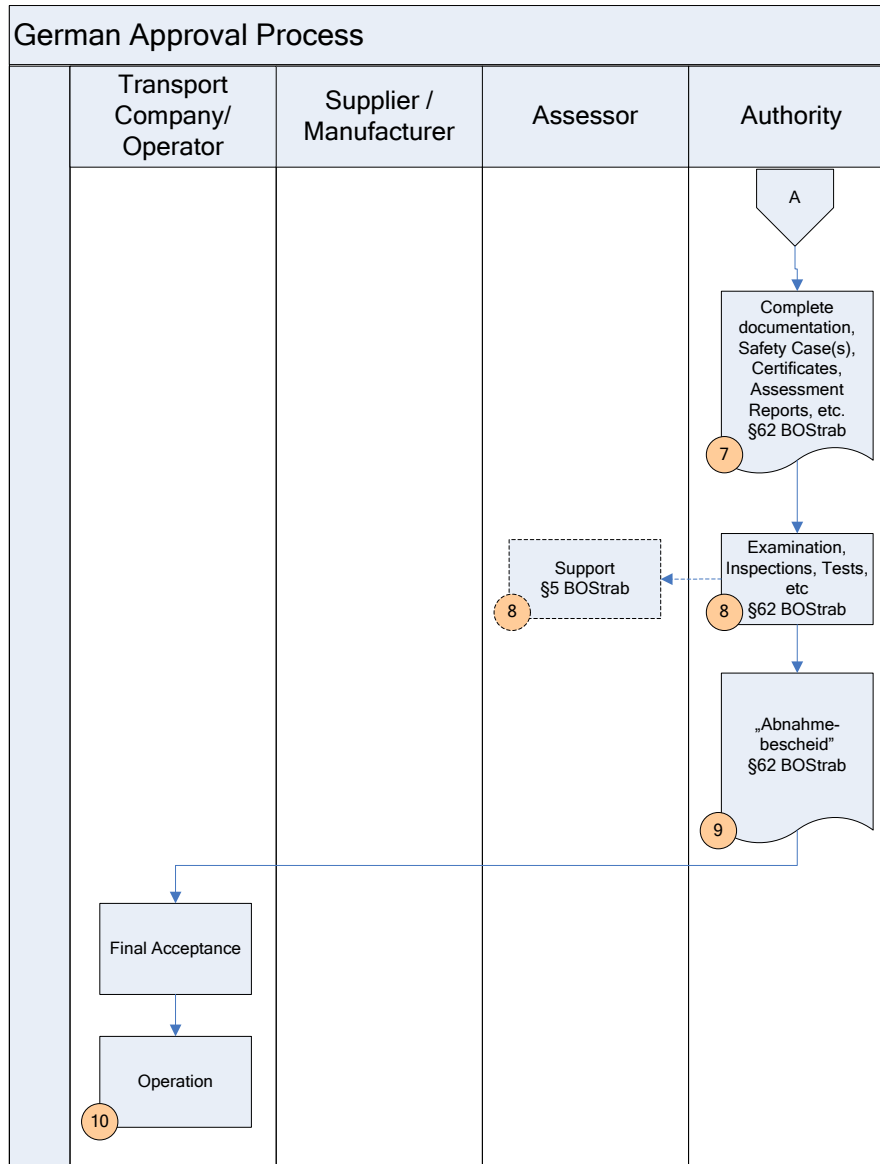 German Approval Process
Transport
Company/
Operator
Supplier /
Manufacturer
Assessor
Authority
A
Complete
documentation,
Safety Case(s),
Certificates,
Assessment
Reports, etc.
§62 BOStrab
7
Support
§5 BOStrab
8
Examination,
Inspections, Tests,
etc
§62 BOStrab
8
„Abnahme-
bescheid”
§62 BOStrab
9
Final Acceptance
Operation
10